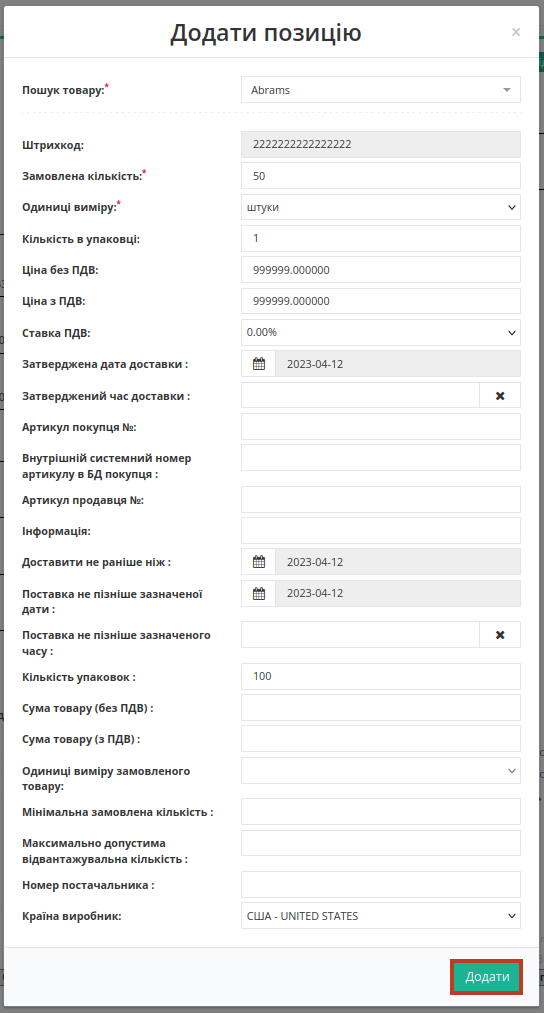 Додати позицію
×
Пошук товару:*
Abrams
Штрихкод:
2222222222222222
Замовлена кількість:*
50
Одиниці виміру:*
штуки
Кількість в упаковці:
1
Ціна без ПДВ:
999999.000000
Ціна з ПДВ:
999999.000000
Ставка ПДВ:
0.00%
Затверджена дата доставки :
2023-04-12
Затверджений час доставки :
Артикул покупця №:
Внутрішній системний номер
артикулу в БД покупця :
Артикул продавця №:
Інформація:
Доставити не раніше ніж :
2023-04-12
Поставка не пізніше зазначеної
дати :
2023-04-12
Поставка не пізніше зазначеного
часу :
Кількість упаковок :
100
Сума товару (без ПДВ) :
Сума товару (з ПДВ) :
Одиниці виміру замовленого
товару:
Мінімальна замовлена кількість :
Максимально допустима
відвантажувальна кількість :
Номер постачальника :
Країна виробник:
США - UNITED STATES
Додати